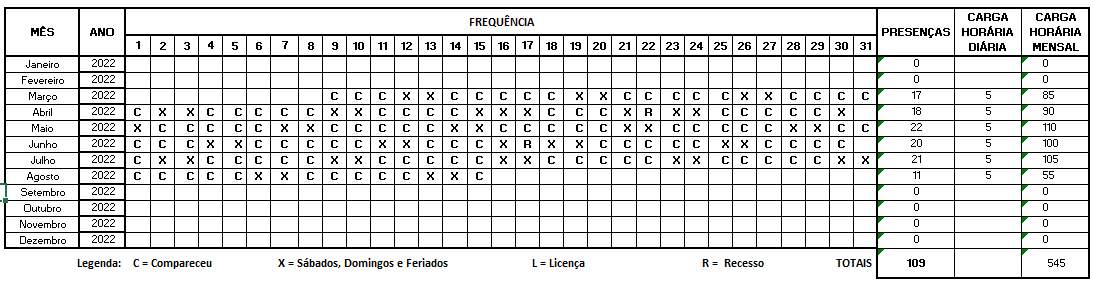 MÊS ANO FREQUÊNCIA PRESENÇAS CARGA HORÁRIA DIÁRIA CARGA HORÁRIA MENSAL
1 2 3 4 5 6 7 8 9 10 11 12 13 14 15 16 17 18 19 20 21 22 23 24 25 26 27 28 29 30 31
Janeiro 2022 0 0
Fevereiro 2022 0 0
Março 2022 C C C X X C C C C C X X C C C C C X X C C C C 17 5 85
Abril 2022 C X X C C C C C X X C C C C X X X C C C X R X X C C C C C X 18 5 90
Maio 2022 X C C C C C X X C C C C C X X C C C C C X X C C C C C X X C C 22 5 110
Junho 2022 C C C X X C C C C C X X C C C X R X X C C C C C X X C C C C 20 5 100
Julho 2022 C X X C C C C C X X C C C C C X X C C C C C X X C C C C C X X 21 5 105
Agosto 2022 C C C C C X X C C C C C X X C 11 5 55
Setembro 2022 0 0
Outubro 2022 0 0
Novembro 2022 0 0
Dezembro 2022 0 0
Legenda: C = Compareceu X = Sábados, Domingos e Feriados L = Licença R = Recesso TOTAIS 109 545